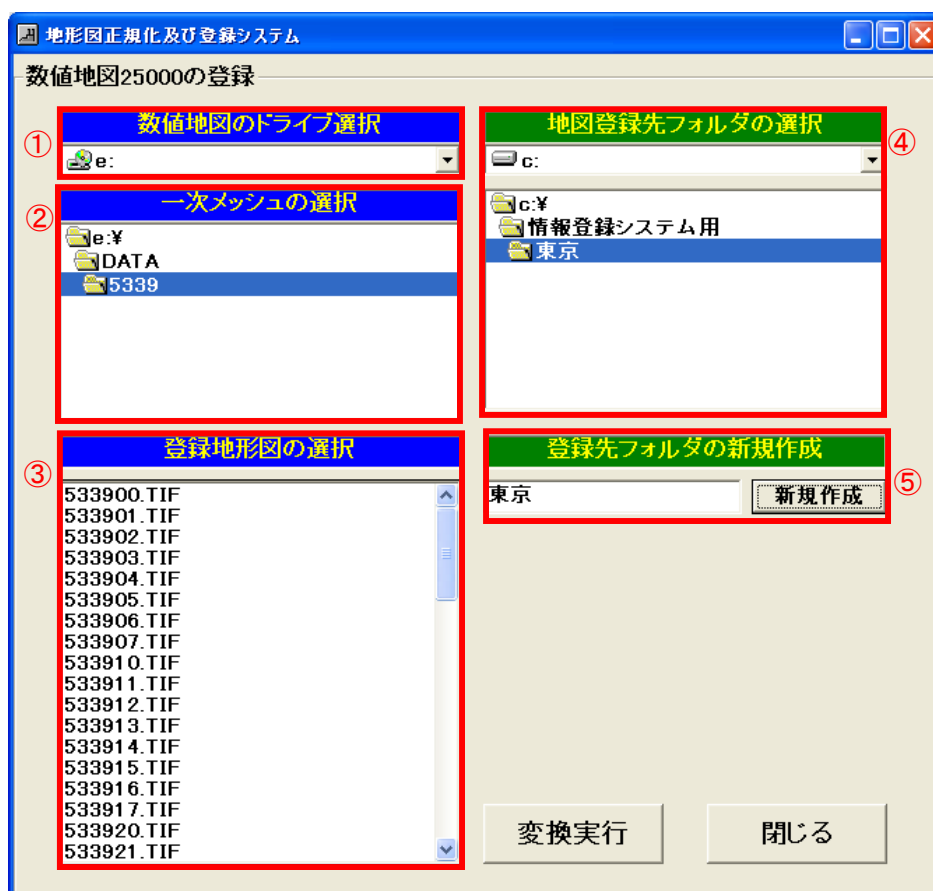 地形図正規化及び登録システム
数値地図25000の登録
①
数値地図のドライブ選択
e:
②
一次メッシュの選択
e:¥
DATA
5339
③
登録地形図の選択
533900.TIF
533901.TIF
533902.TIF
533903.TIF
533904.TIF
533905.TIF
533906.TIF
533907.TIF
533910.TIF
533911.TIF
533912.TIF
533913.TIF
533914.TIF
533915.TIF
533916.TIF
533917.TIF
533920.TIF
533921.TIF
④
地図登録先フォルダの選択
c:
c:¥
情報登録システム用
東京
⑤
登録先フォルダの新規作成
東京
新規作成
変換実行
閉じる